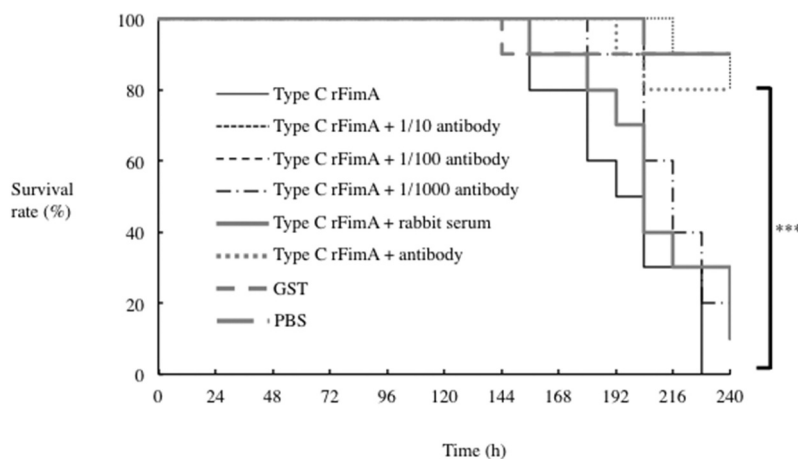 100
80
60
40
20
0
Survival
rate (%)
Type C rFimA
Type C rFimA + 1/10 antibody
Type C rFimA + 1/100 antibody
Type C rFimA + 1/1000 antibody
Type C rFimA + rabbit serum
Type C rFimA + antibody
GST
PBS
***
0 24 48 72 96 120 144 168 192 216 240
Time (h)